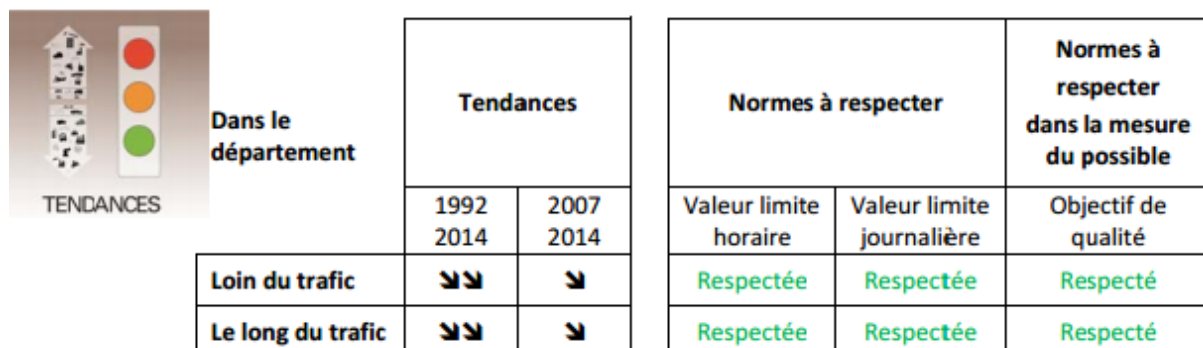 TENDANCES
Dans le
département
Tendances
Normes à respecter
Normes à
respecter
dans la mesure
du possible
1992
2014
2007
2014
Valeur limite
horaire
Valeur limite
journalière
Objectif de
qualité
Loin du trafic
Respectée
Respectée
Respecté
Le long du trafic
Respectée
Respectée
Respecté